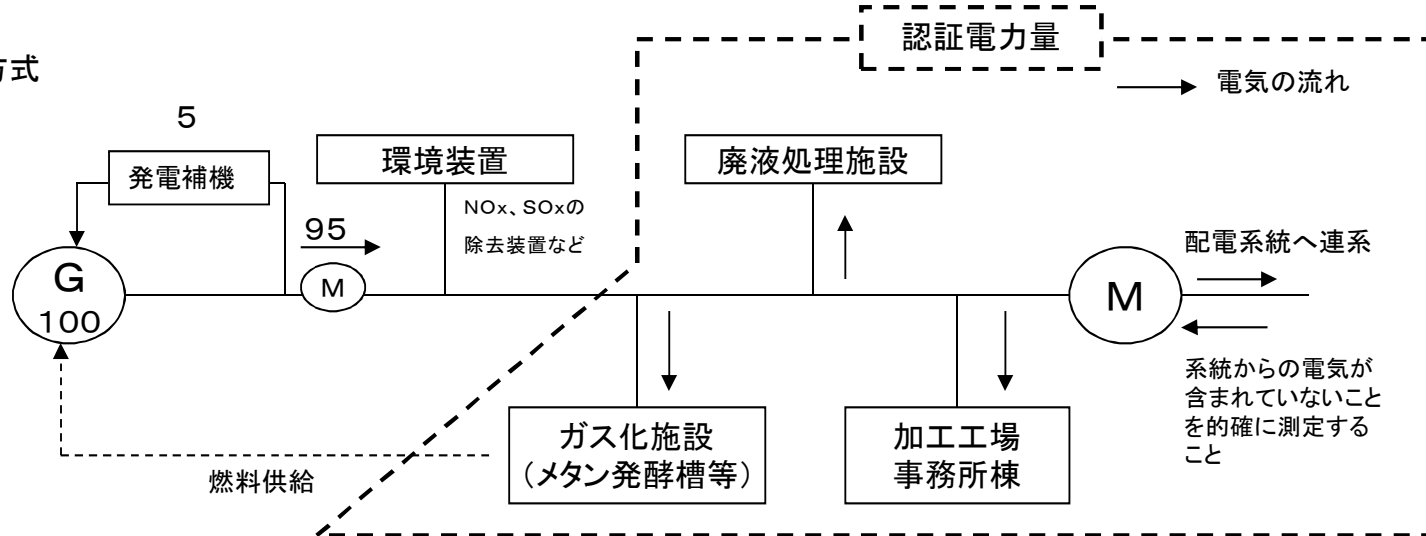 認証電力量
方式
電気の流れ
５
発電補機
環境装置
廃液処理施設
ＮＯｘ、ＳＯｘの
除去装置など
９５
配電系統へ連系
Ｇ
１００
Ｍ
Ｍ
系統からの電気が
含まれていないこと
を的確に測定する
こと
ガス化施設
（メタン発酵槽等）
加工工場
事務所棟
燃料供給